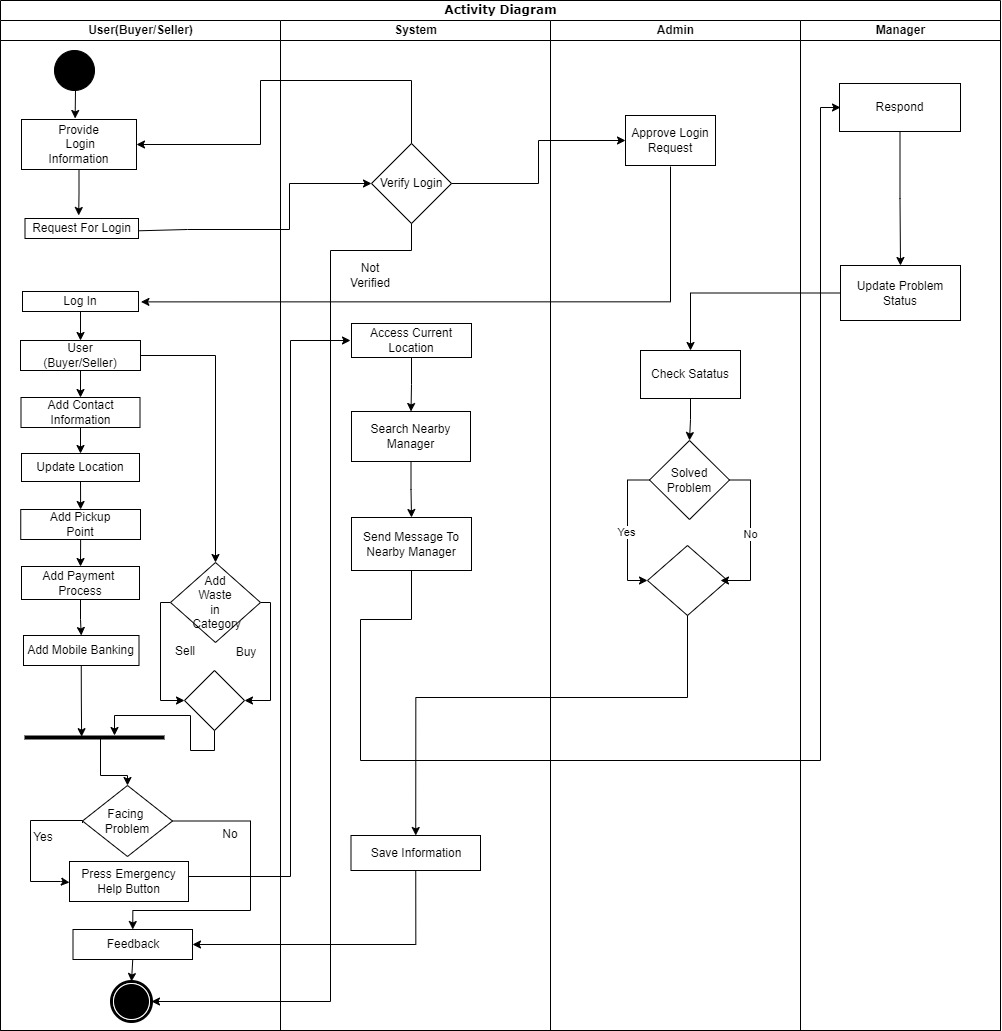 Activity Diagram
User(Buyer/Seller)
System
Admin
Manager
Provide
Login
Information
Request For Login
Verify Login
Not
Verified
Approve Login
Request
Respond
Update Problem
Status
Log In
User
(Buyer/Seller)
Add Contact
Information
Update Location
Add Pickup
Point
Add Payment
Process
Add Mobile Banking
Add
Waste
in
Category
Sell
Buy
Access Current
Location
Search Nearby
Manager
Send Message To
Nearby Manager
Check Satatus
Solved
Problem
Yes
No
Facing
Problem
Yes
No
Press Emergency
Help Button
Save Information
Feedback